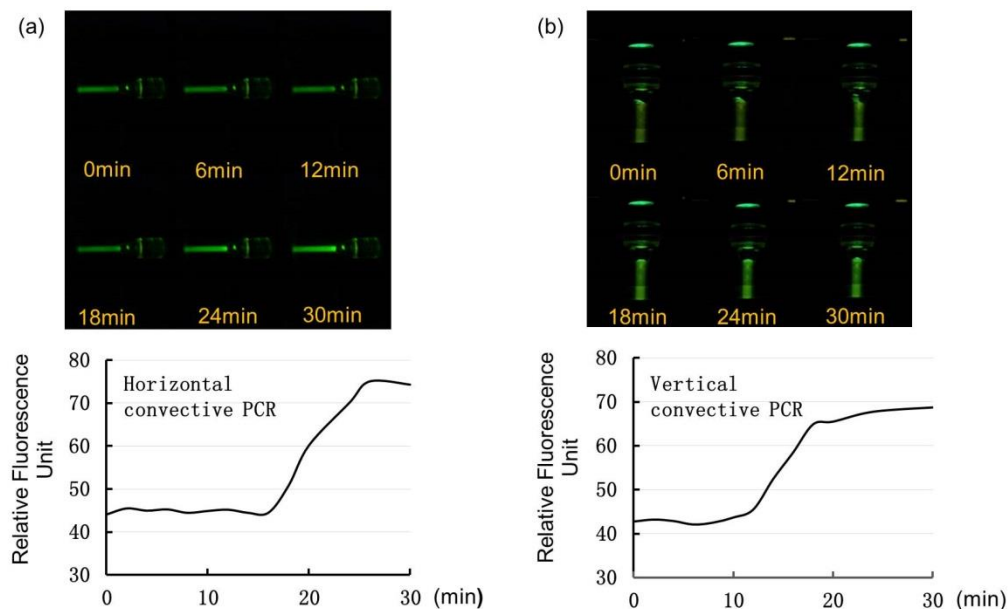 (a)
0min 6min 12min
18min 24min 30min
80
70
60
50
40
30
Relative Fluorescence
Unit
Horizontal
convective PCR
0 10 20 30 (min)
(b)
0min 6min 12min
18min 24min 30min
80
70
60
50
40
30
Relative Fluorescence
Unit
Vertical
convective PCR
0 10 20 30 (min)